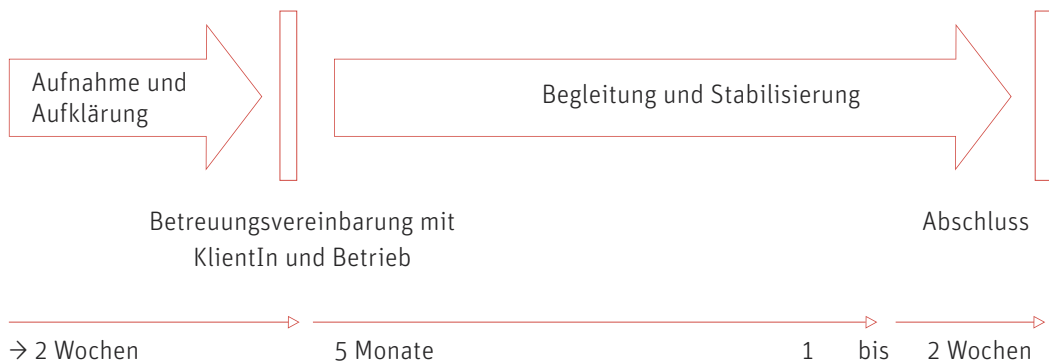 Aufnahme und
Aufklärung
Begleitung und Stabilisierung
Betreuungsvereinbarung mit
KlientIn und Betrieb
Abschluss
→ 2 Wochen 5 Monate 1 bis 2 Wochen